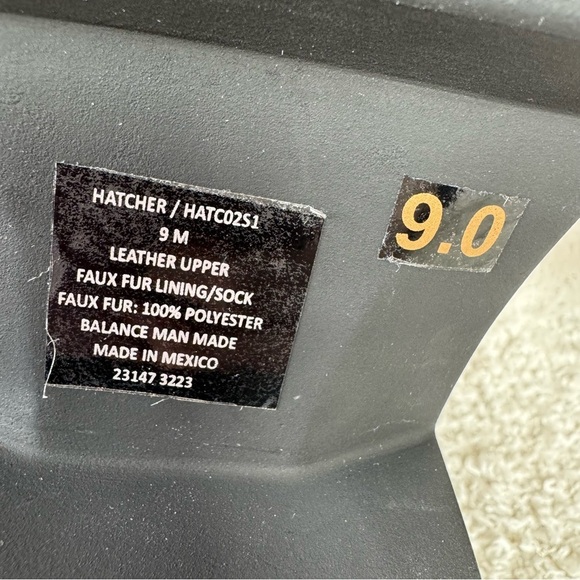 HATCHER / HATC02S1
9 M
LEATHER UPPER
FAUX FUR LINING/SOCK
FAUX FUR: 100% POLYESTER
BALANCE MAN MADE
MADE IN MEXICO
23147 3223
9.0